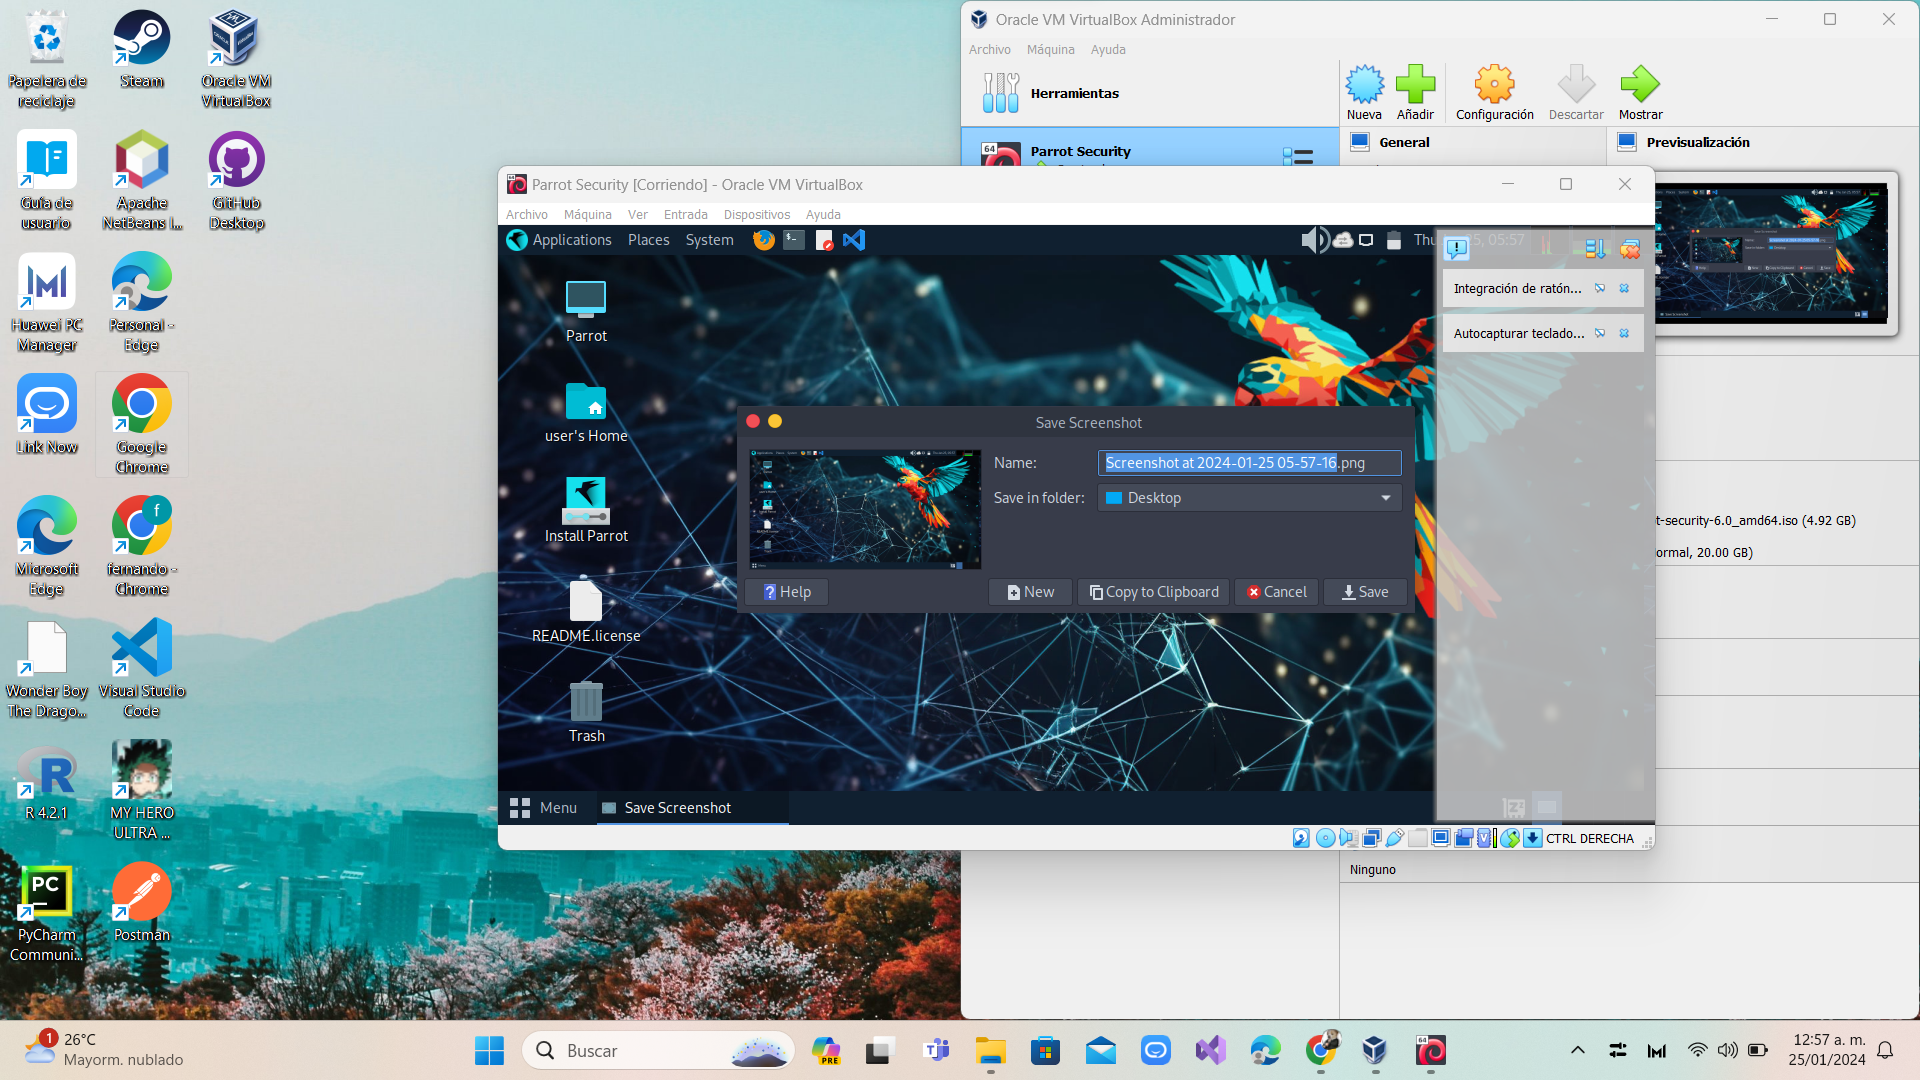 Papelera de
reciclaje
Steam
Oracle VM
VirtualBox
Guía de
usuario
Apache
NetBeans I...
GitHub
Desktop
Huawei PC
Manager
Personal -
Edge
Link Now
Google
Chrome
Microsoft
Edge
fernando -
Chrome
Wonder Boy
The Drago...
Visual Studio
Code
R 4.2.1
MY HERO
ULTRA ...
PyCharm
Communi...
Postman
Oracle VM VirtualBox Administrador
Archivo Máquina Ayuda
Herramientas
Nueva Añadir Configuración Descartar Mostrar
64
Parrot Security
General
Previsualización
t-security-6.0_amd64.iso (4.92 GB)
ormal, 20.00 GB)
Ninguno
Parrot Security [Corriendo] - Oracle VM VirtualBox
Archivo Máquina Ver Entrada Dispositivos Ayuda
Applications Places System
Thu 25, 05:57
Integración de ratón...
Autocapturar teclado...
Parrot
user's Home
Install Parrot
README.license
Trash
Save Screenshot
Name: Screenshot at 2024-01-25 05-57-16.png
Save in folder: Desktop
Help New Copy to Clipboard Cancel Save
Menu Save Screenshot
CTRL DERECHA
1
26°C
Mayorm. nublado
Buscar
PRE
64
12:57 a. m.
25/01/2024